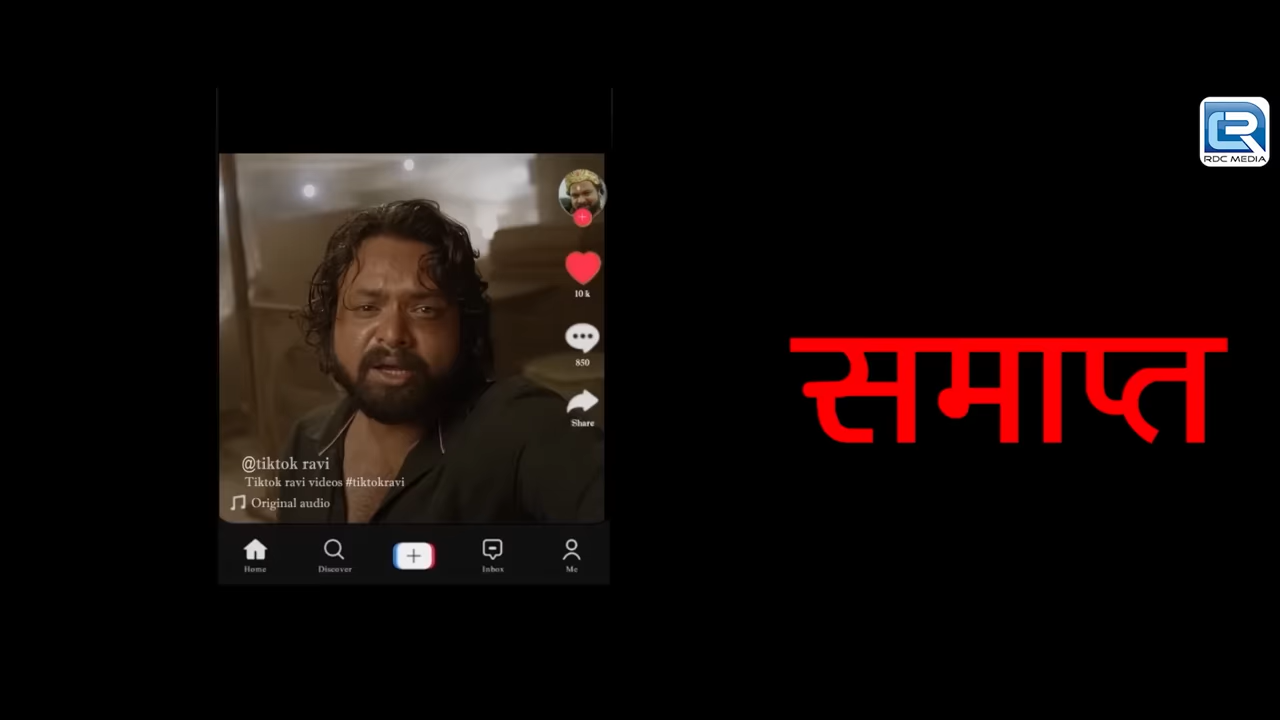 RDC MEDIA
10 k
850
Share
समाप्त
@tiktok ravi
Tiktok ravi videos #tiktokravi
Original audio
Home Discover Inbox Me